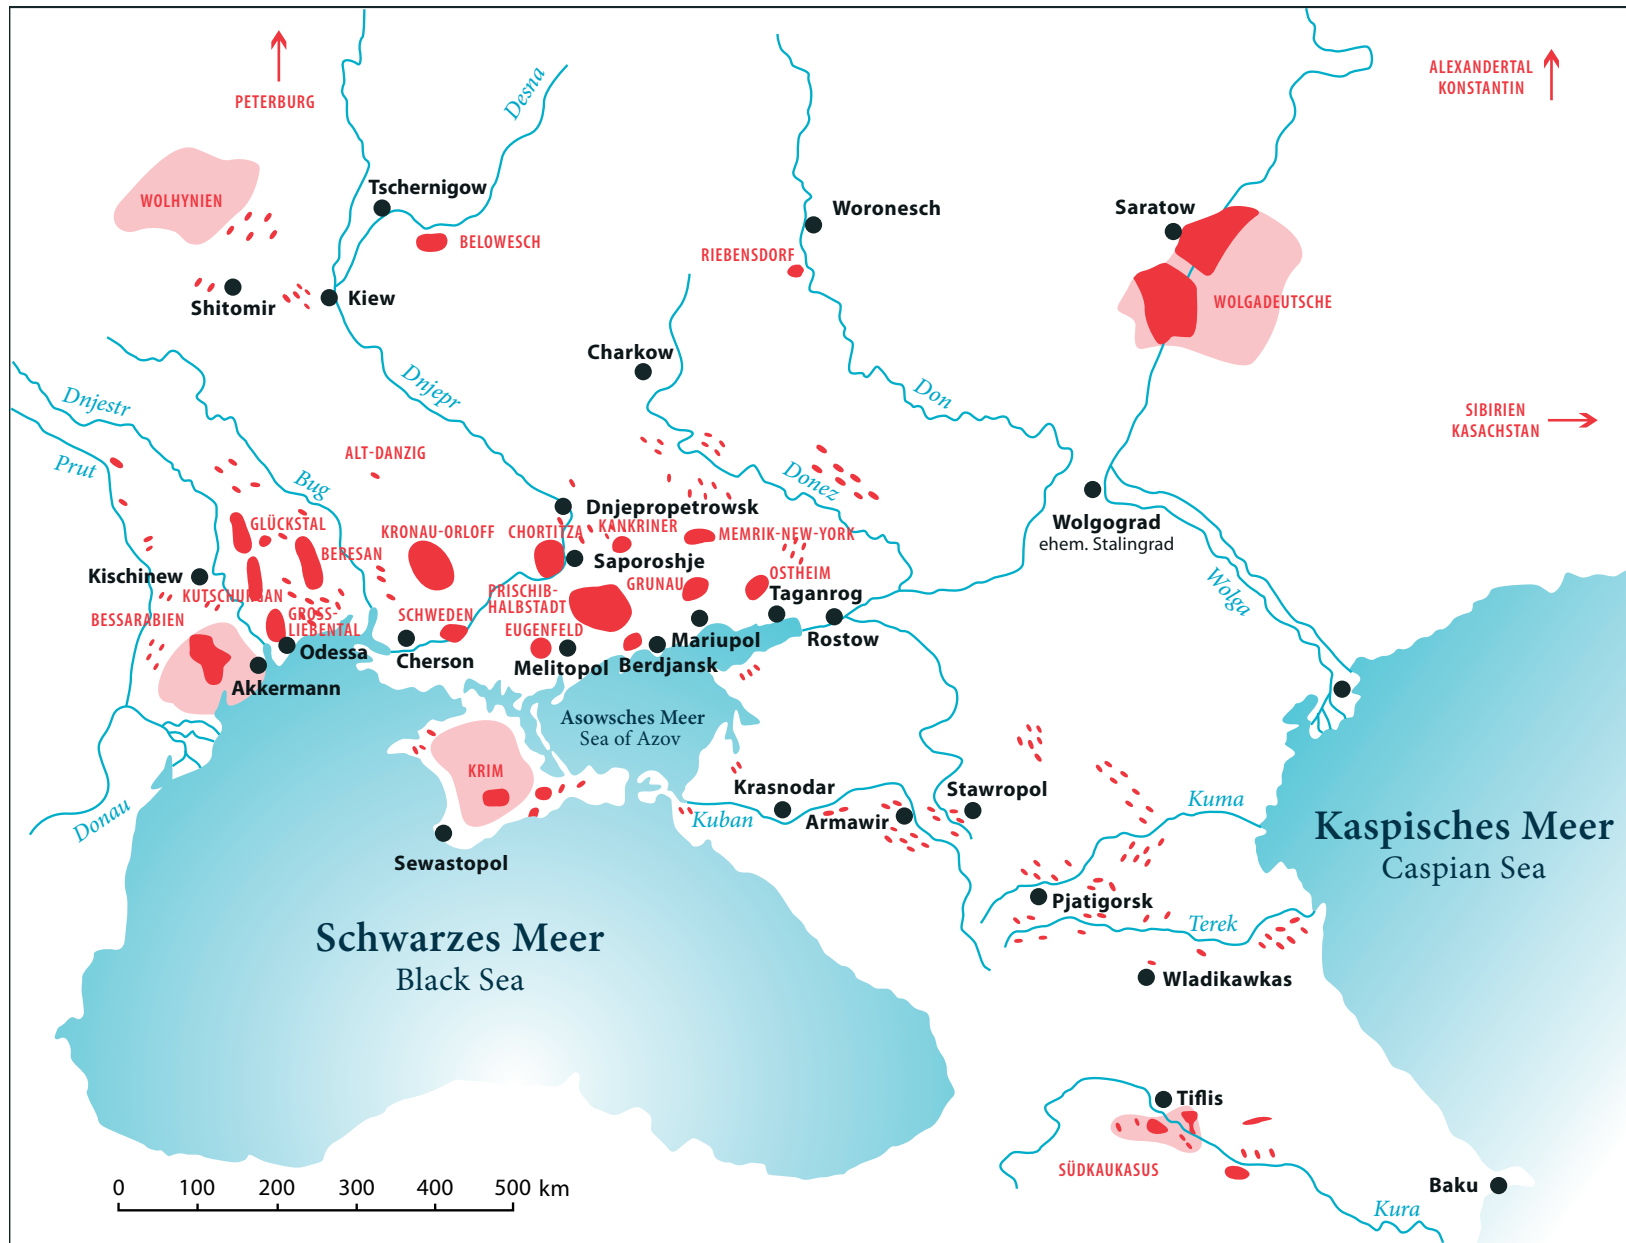 PETERBURG
Desna
ALEXANDERTAL
KONSTANTIN
WOLHYNIEN
Tschernigow
BELOWESCH
Woronesch
RIEBENSDORF
Saratow
WOLGADEUTSCHE
Shitomir
Kiew
Charkow
Dnjestr
Dnjepr
Don
SIBIRIEN
KASACHSTAN
Prut
ALT-DANZIG
Bug
Donez
Dnjepropetrowsk
Wolgograd
ehem. Stalingrad
GLÜCKSTAL
KRONAU-ORLOFF
CHORTITZA
KANKRINER
MEMRIK-NEW-YORK
BERESAN
Saporoshje
Kischinew
KUTSCHURGAN
PRISCHIB-
HALBSTADT
GRUNAU
OSTHEIM
Taganrog
Wolga
BESSARABIEN
GROSS-
LIEBENTAL
SCHWEDEN
EUGENFELD
Odessa
Cherson
Melitopol
Berdjansk
Mariupol
Rostow
Akkermann
Asowsches Meer
Sea of Azov
KRIM
Donau
Krasnodar
Kuban
Armawir
Stawropol
Kuma
Kaspisches Meer
Caspian Sea
Sewastopol
Pjatigorsk
Terek
Schwarzes Meer
Black Sea
Wladikawkas
Tiflis
SÜDKAUKASUS
Baku
Kura
0 100 200 300 400 500 km